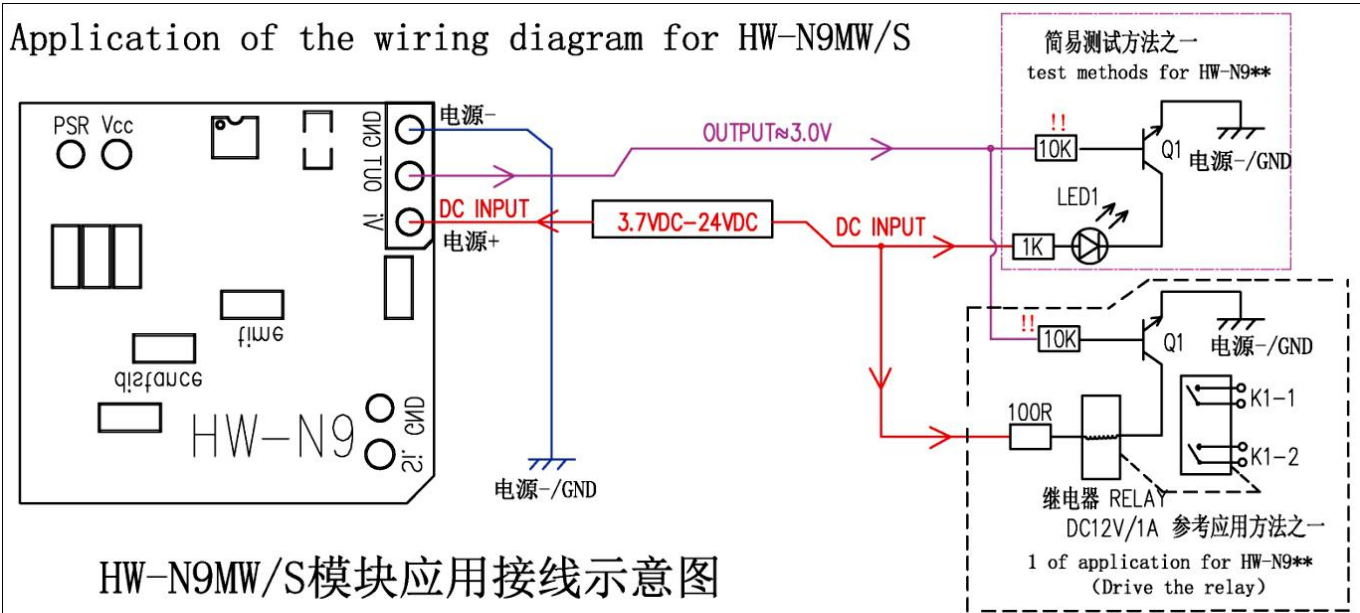 Application of the wiring diagram for HW-N9MW/S
简易测试方法之一
test methods for HW-N9**
PSR Vcc
GND
OUT
Vi
电源-
OUTPUT≈3.0V
!!
10K
Q1
电源-/GND
LED1
DC INPUT
3.7VDC-24VDC
DC INPUT
1K
电源+
time
distance
HW-N9
GND
Si.
电源-/GND
!!
10K
Q1
电源-/GND
100R
K1-1
K1-2
继电器 RELAY
DC12V/1A 参考应用方法之一
1 of application for HW-N9**
(Drive the relay)
HW-N9MW/S模块应用接线示意图